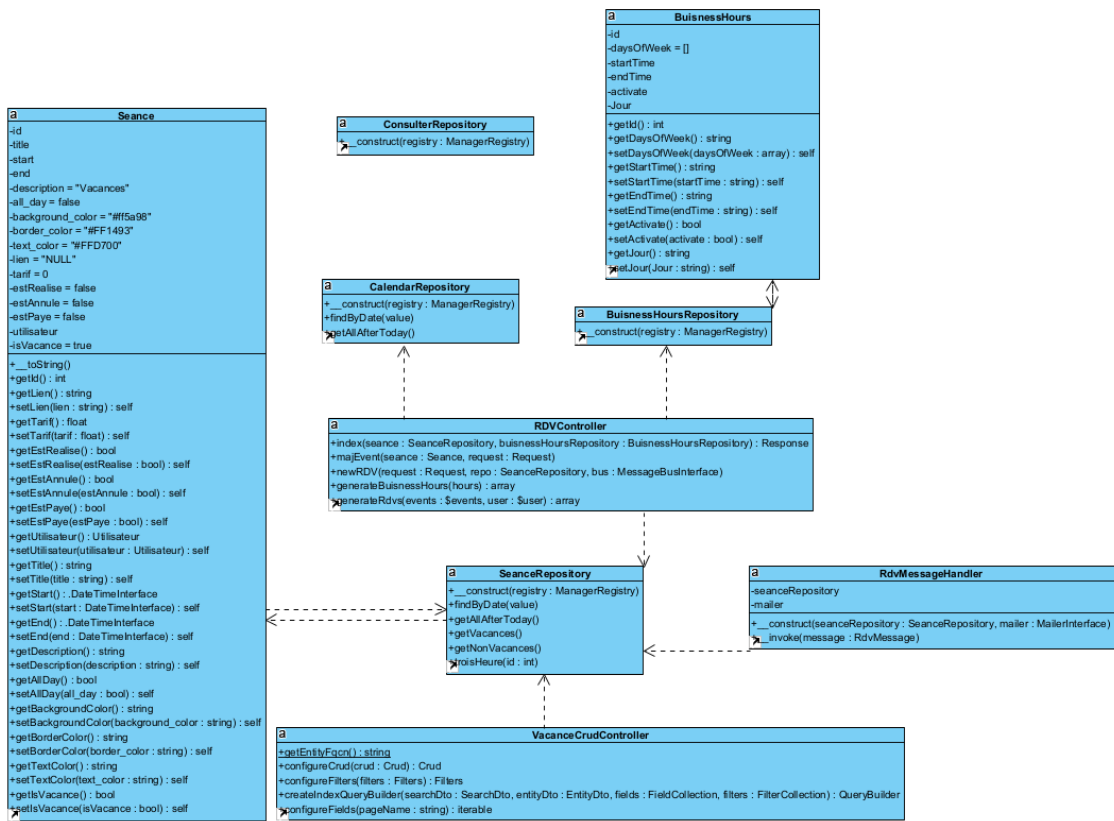 a
BuisnessHours
-id
-daysOfWeek = []
-startTime
-endTime
-activate
-Jour
+getId() : int
+getDaysOfWeek() : string
+setDaysOfWeek(daysOfWeek : array) : self
+getStartTime() : string
+setStartTime(startTime : string) : self
+getEndTime() : string
+setEndTime(endTime : string) : self
+getActivate() : bool
+setActivate(activate : bool) : self
+getJour() : string
+setJour(Jour : string) : self
a
Seance
-id
-title
-start
-end
-description = "Vacances"
-all_day = false
-background_color = "#ff5a98"
-border_color = "#FF1493"
-text_color = "#FFD700"
-lien = "NULL"
-tarif = 0
-estRealise = false
-estAnnule = false
-estPaye = false
-utilisateur
-isVacance = true
+__toString()
+getId() : int
+getLien() : string
+setLien(lien : string) : self
+getTarif() : float
+setTarif(tarif : float) : self
+getEstRealise() : bool
+setEstRealise(estRealise : bool) : self
+getEstAnnule() : bool
+setEstAnnule(estAnnule : bool) : self
+getEstPaye() : bool
+setEstPaye(estPaye : bool) : self
+getUtilisateur() : Utilisateur
+setUtilisateur(utilisateur : Utilisateur) : self
+getTitle() : string
+setTitle(title : string) : self
+getStart() : .DateTimeInterface
+setStart(start : DateTimeInterface) : self
+getEnd() : .DateTimeInterface
+setEnd(end : DateTimeInterface) : self
+getDescription() : string
+setDescription(description : string) : self
+getAllDay() : bool
+setAllDay(all_day : bool) : self
+getBackgroundColor() : string
+setBackgroundColor(background_color : string) : self
+getBorderColor() : string
+setBorderColor(border_color : string) : self
+getTextColor() : string
+setTextColor(text_color : string) : self
+getIsVacance() : bool
+setIsVacance(isVacance : bool) : self
a
ConsulterRepository
+__construct(registry : ManagerRegistry)
a
CalendarRepository
+__construct(registry : ManagerRegistry)
+findByDate(value)
+getAllAfterToday()
a
BuisnessHoursRepository
+__construct(registry : ManagerRegistry)
a
RDVController
+index(seance : SeanceRepository, buisnessHoursRepository : BuisnessHoursRepository) : Response
+majEvent(seance : Seance, request : Request)
+newRDV(request : Request, repo : SeanceRepository, bus : MessageBusInterface)
+generateBuisnessHours(hours) : array
+generateRdvs(events : $events, user : $user) : array
a
SeanceRepository
+__construct(registry : ManagerRegistry)
+findByDate(value)
+getAllAfterToday()
+getVacances()
+getNonVacances()
+troisHeure(id : int)
a
RdvMessageHandler
-seanceRepository
-mailer
+__construct(seanceRepository : SeanceRepository, mailer : MailerInterface)
+__invoke(message : RdvMessage)
a
VacanceCrudController
+getEntityFqcn() : string
+configureCrud(crud : Crud) : Crud
+configureFilters(filters : Filters) : Filters
+createIndexQueryBuilder(searchDto : SearchDto, entityDto : EntityDto, fields : FieldCollection, filters : FilterCollection) : QueryBuilder
+configureFields(pageName : string) : iterable